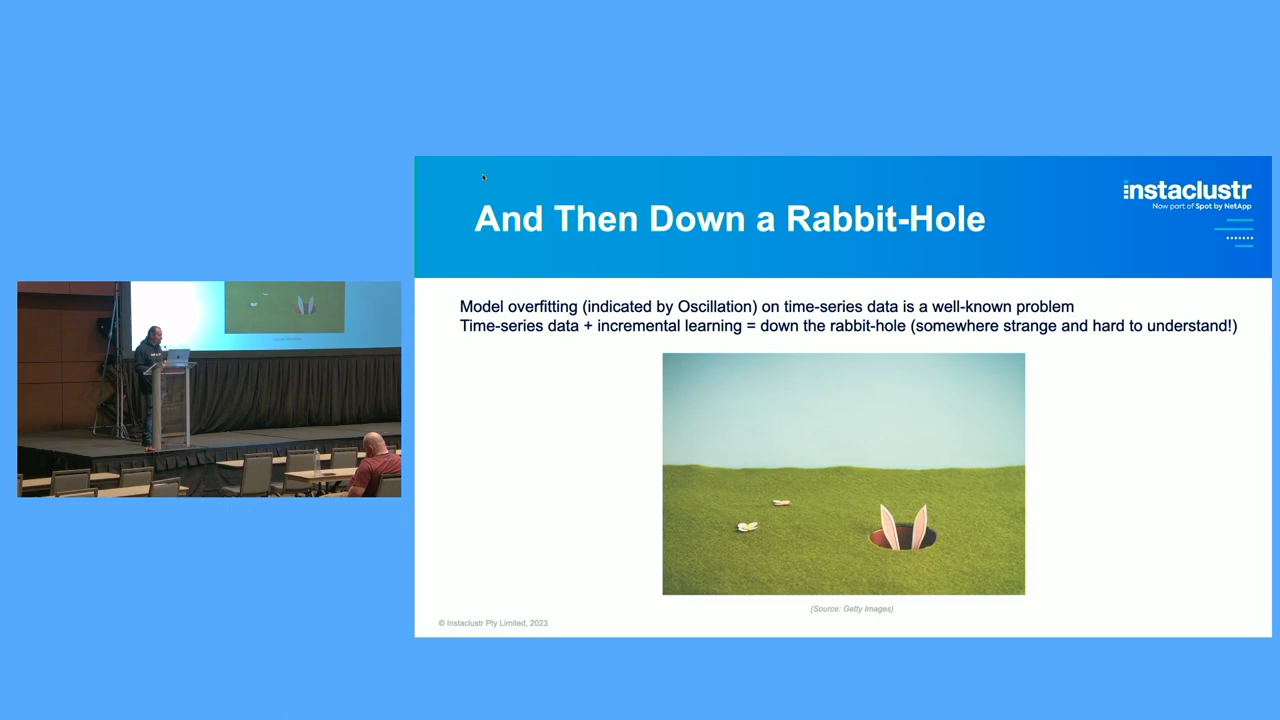 And Then Down a Rabbit-Hole
instaclustr
Now part of Spot by NetApp
Model overfitting (indicated by Oscillation) on time-series data is a well-known problem
Time-series data + incremental learning = down the rabbit-hole (somewhere strange and hard to understand!)
(Source: Getty Images)
© Instaclustr Pty Limited, 2023